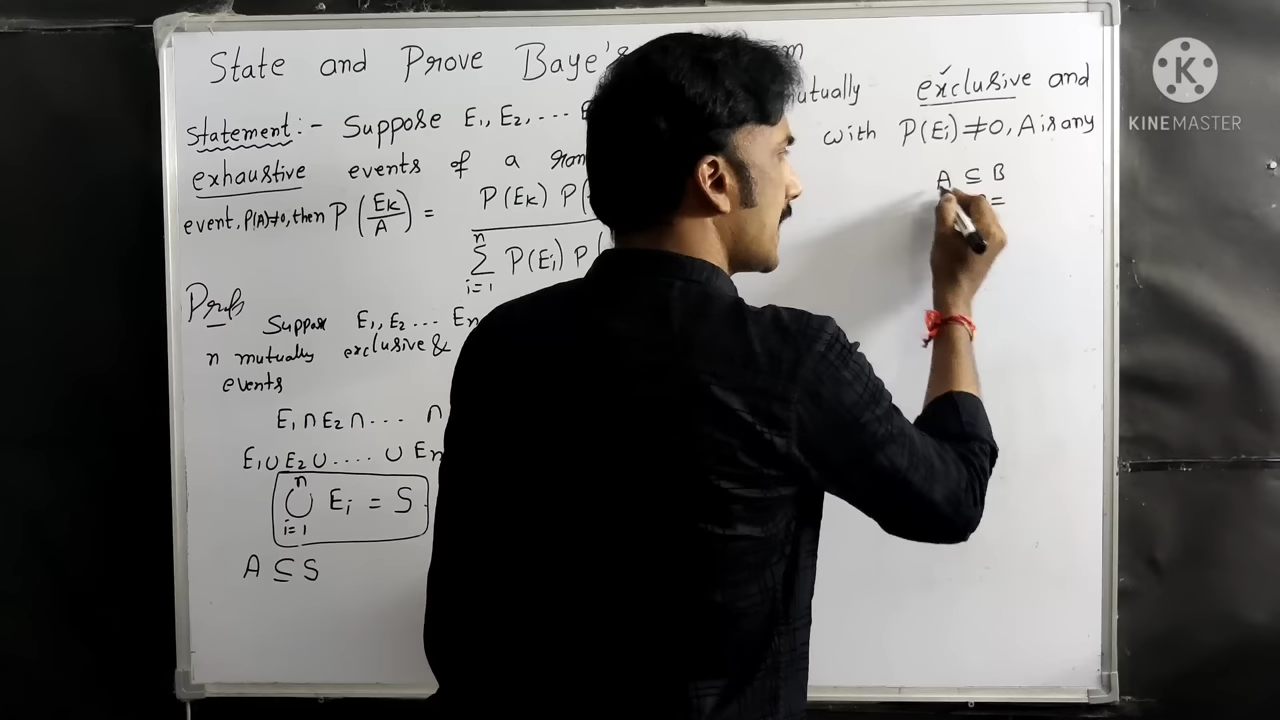 State and Prove Baye's
Statement:- Suppose E₁, E₂, ... mutually exclusive and
exhaustive events of a with P(Eᵢ)≠0, A is any
event, P(A)≠0, then P(Eₖ/A) = P(Eₖ) P( / Σ i=1 n P(Eᵢ) P(
A ⊆ B
Suppose E₁, E₂ ... En
n mutually exclusive &
events
E₁ ∩ E₂ ∩ ... ∩
E₁ ∪ E₂ ∪ .... ∪ En
n ∪ i=1 Eᵢ = S
A ⊆ S
KINEMASTER